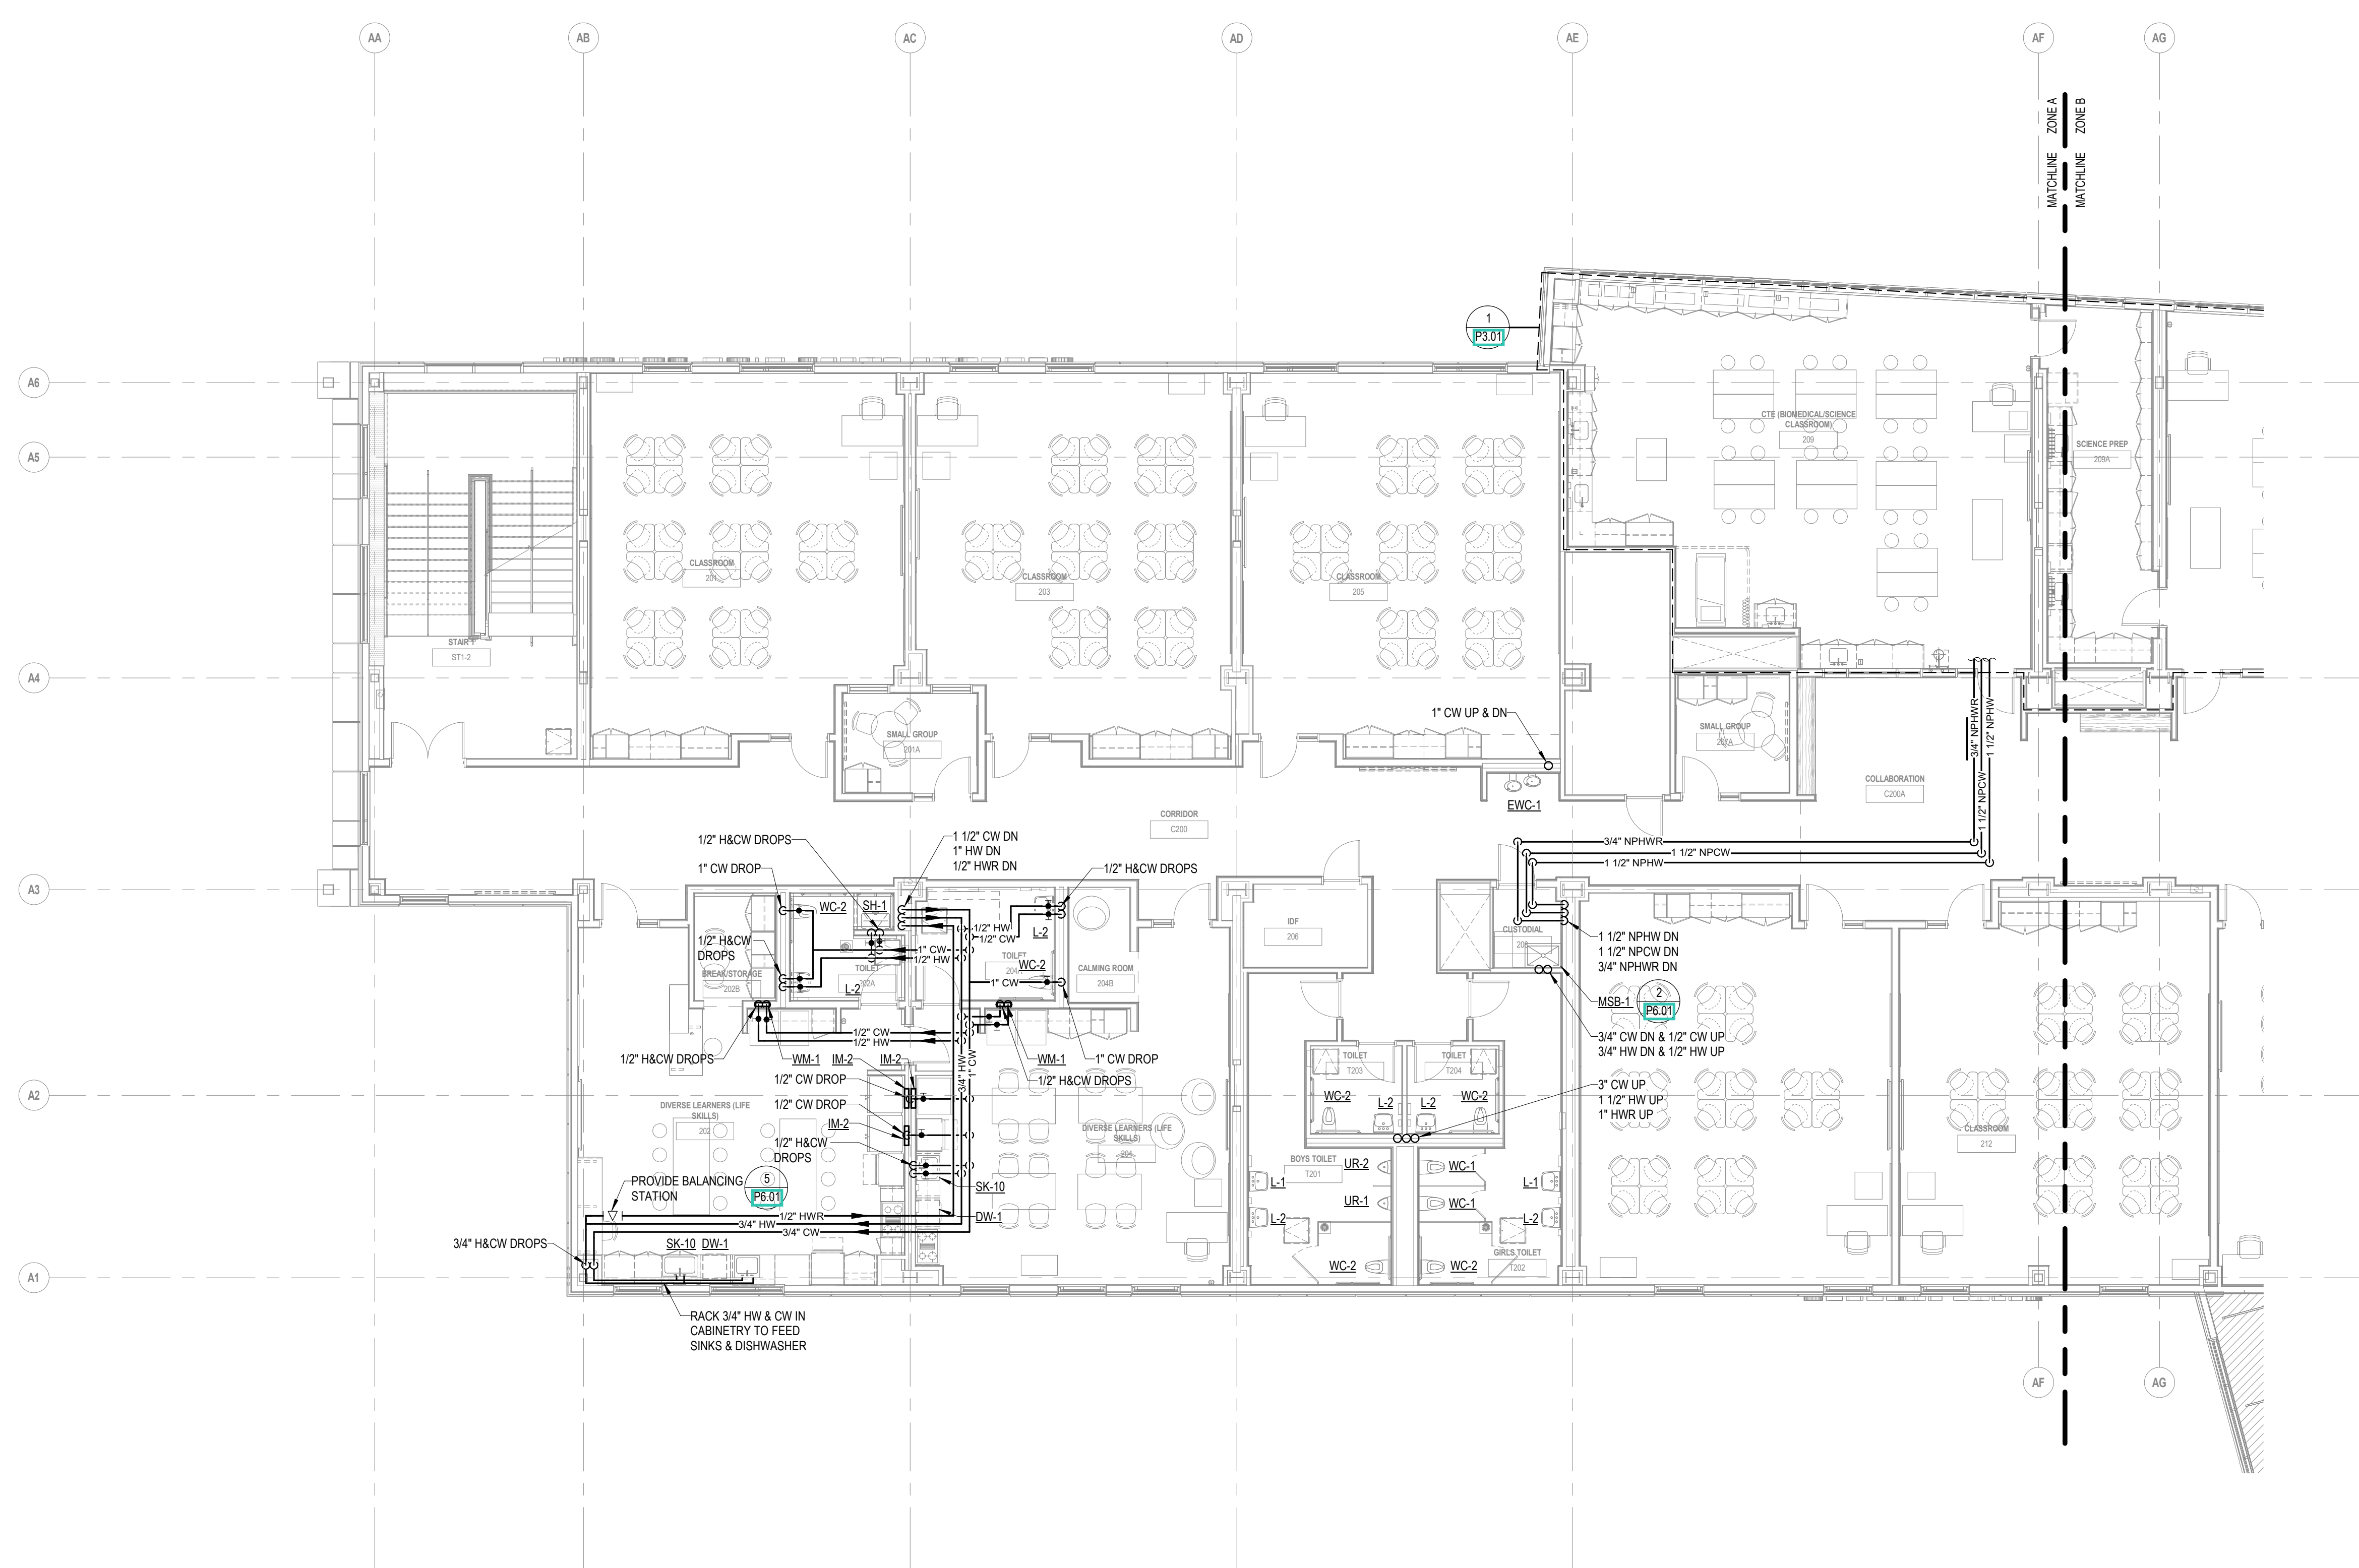 AA
AB
AC
AD
AE
AF
AG
MATCHLINE ZONE A
MATCHLINE ZONE B
1
P3.01
A6
A5
A4
A3
A2
A1
CTE (BIOMEDICAL/SCIENCE
CLASSROOM)
209
SCIENCE PREP
209A
CLASSROOM
201
CLASSROOM
203
CLASSROOM
205
STAIR 1
ST1-2
SMALL GROUP
201A
1" CW UP & DN
SMALL GROUP
207A
3/4" NPHWR
1 1/2" NPCW
1 1/2" NPHW
COLLABORATION
C200A
EWC-1
CORRIDOR
C200
1/2" H&CW DROPS
1 1/2" CW DN
1" HW DN
1/2" HWR DN
1" CW DROP
1/2" H&CW DROPS
3/4" NPHWR
1 1/2" NPCW
1 1/2" NPHW
WC-2
SH-1
1/2" HW
1/2" CW
L-2
IDF
206
CUSTODIAL
1/2" H&CW
DROPS
1" CW
1/2" HW
BREAK/STORAGE
202B
TOILET
202A
L-2
TOILET
204A
WC-2
1" CW
CALMING ROOM
204B
1 1/2" NPHW DN
1 1/2" NPCW DN
3/4" NPHWR DN
MSB-1
2
P6.01
1/2" CW
1/2" HW
3/4" CW DN & 1/2" CW UP
3/4" HW DN & 1/2" HW UP
1/2" H&CW DROPS
WM-1
IM-2
IM-2
3/4" HW
1" CW
WM-1
1" CW DROP
1/2" H&CW DROPS
TOILET
T203
TOILET
T204
1/2" CW DROP
1/2" CW DROP
IM-2
WC-2
L-2
L-2
WC-2
3" CW UP
1 1/2" HW UP
1" HWR UP
DIVERSE LEARNERS (LIFE
SKILLS)
202
DIVERSE LEARNERS (LIFE
SKILLS)
204
CLASSROOM
212
1/2" H&CW
DROPS
BOYS TOILET
T201
UR-2
WC-1
5
P6.01
PROVIDE BALANCING
STATION
SK-10
L-1
UR-1
WC-1
L-1
1/2" HWR
3/4" HW
3/4" CW
DW-1
L-2
L-2
3/4" H&CW DROPS
SK-10
DW-1
WC-2
WC-2
GIRLS TOILET
T202
RACK 3/4" HW & CW IN
CABINETRY TO FEED
SINKS & DISHWASHER
AF
AG